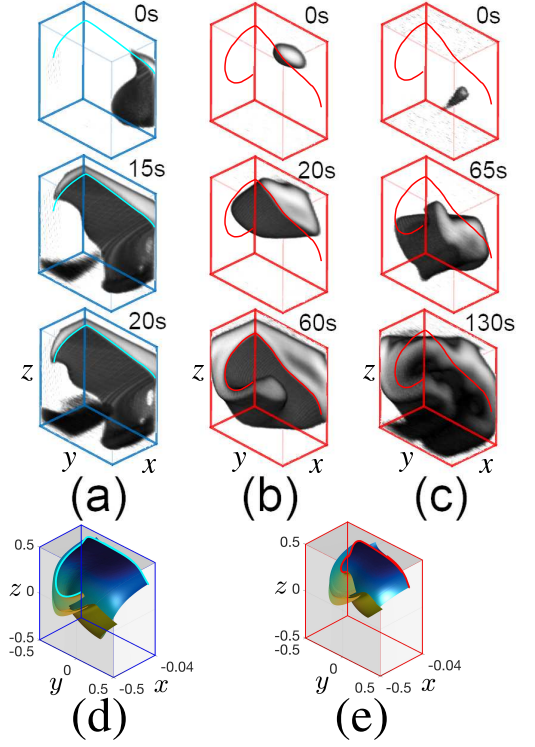 0s 0s 0s
15s 20s 65s
20s 60s 130s
z z z
y x y x y x
(a) (b) (c)
0.5 0.5
z 0 z 0
-0.5 -0.5
-0.5 -0.5
0 -0.04 0 -0.04
y 0.5 -0.5 x y 0.5 -0.5 x
(d) (e)